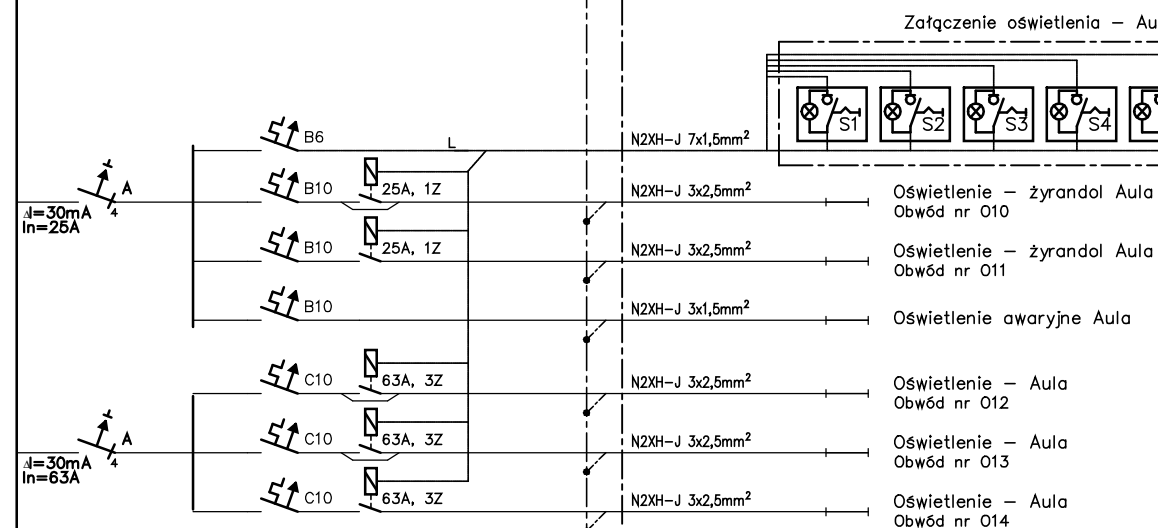 Załączenie oświetlenia – Au
S1 S2 S3 S4
B6 L N2XH-J 7x1,5mm²
A
4
ΔI=30mA
In=25A
B10 25A, 1Z N2XH-J 3x2,5mm² Oświetlenie – żyrandol Aula
Obwód nr O10
B10 25A, 1Z N2XH-J 3x2,5mm² Oświetlenie – żyrandol Aula
Obwód nr O11
B10 N2XH-J 3x1,5mm² Oświetlenie awaryjne Aula
C10 63A, 3Z N2XH-J 3x2,5mm² Oświetlenie – Aula
Obwód nr O12
A
4
ΔI=30mA
In=63A
C10 63A, 3Z N2XH-J 3x2,5mm² Oświetlenie – Aula
Obwód nr O13
C10 63A, 3Z N2XH-J 3x2,5mm² Oświetlenie – Aula
Obwód nr O14